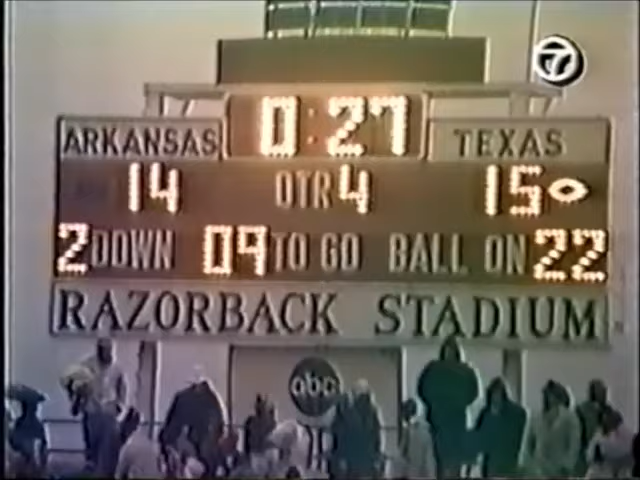 7
0:27
ARKANSAS TEXAS
14 QTR 4 15
2 DOWN 09 TO GO BALL ON 22
RAZORBACK STADIUM
abc